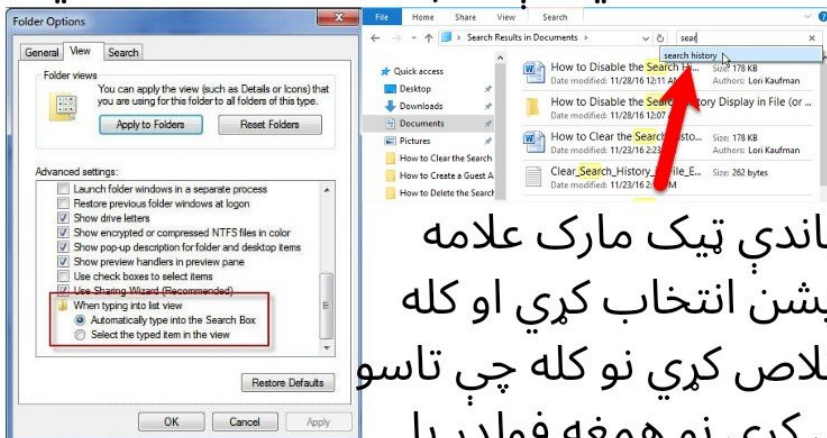 Folder Options
General View Search
Folder views
You can apply the view (such as Details or Icons) that
you are using for this folder to all folders of this type.
Apply to Folders Reset Folders
Advanced settings:
Launch folder windows in a separate process
Restore previous folder windows at logon
Show drive letters
Show encrypted or compressed NTFS files in color
Show pop-up description for folder and desktop items
Show preview handlers in preview pane
Use check boxes to select items
Use Sharing Wizard (Recommended)
When typing into list view
Automatically type into the Search Box
Select the typed item in the view
Restore Defaults
OK Cancel Apply
File Home Share View Search
Search Results in Documents
sear
search history
Quick access
Desktop
Downloads
Documents
Pictures
How to Clear the Search
How to Create a Guest A
How to Delete the Search
How to Disable the Search Hi... Size: 178 KB
Date modified: 11/28/16 12:11 AM Authors: Lori Kaufman
How to Disable the Search History Display in File (or ...
Date modified: 11/28/16 12:07
How to Clear the Search Histo... Size: 178 KB
Date modified: 11/23/16 2:23 Authors: Lori Kaufman
Clear_Search_History_in_File_E... Size: 262 bytes
Date modified: 11/23/16
باندې ټیک مارک علامه
انتخاب کړي او کله
خلاص کړي نو کله چې تاسو
کړي نو همغه فولډر یا